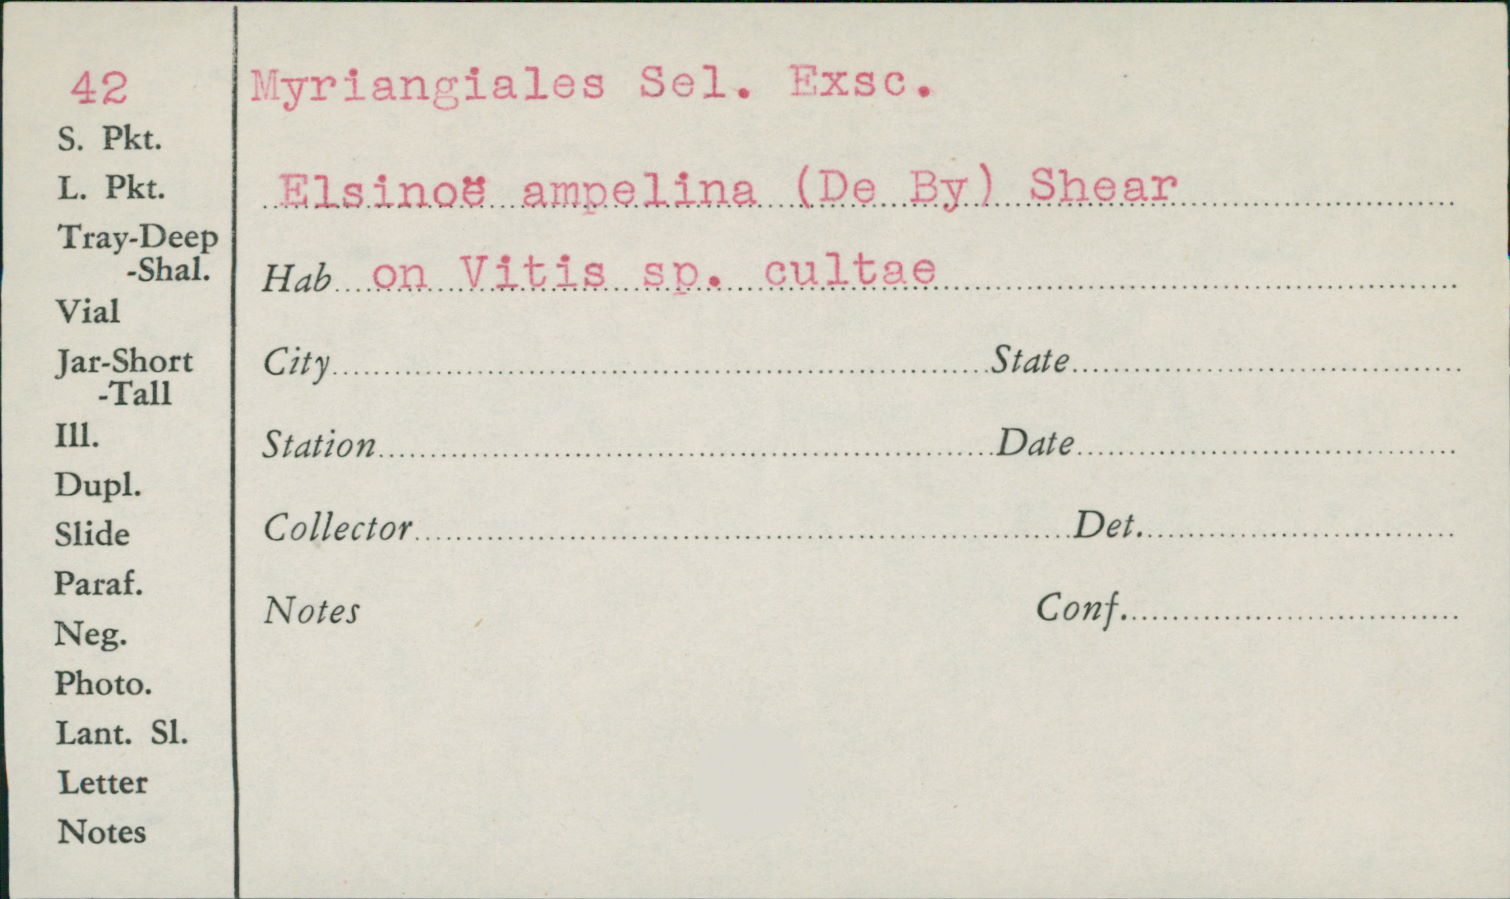 42
Myriangiales Sel. Exsc.
S. Pkt.
L. Pkt.
Elsinoë ampelina (De By) Shear
Tray-Deep
-Shal.
Hab on Vitis sp. cultae
Vial
Jar-Short
-Tall
City State
Ill.
Station Date
Dupl.
Slide
Collector Det.
Paraf.
Notes Conf.
Neg.
Photo.
Lant. Sl.
Letter
Notes